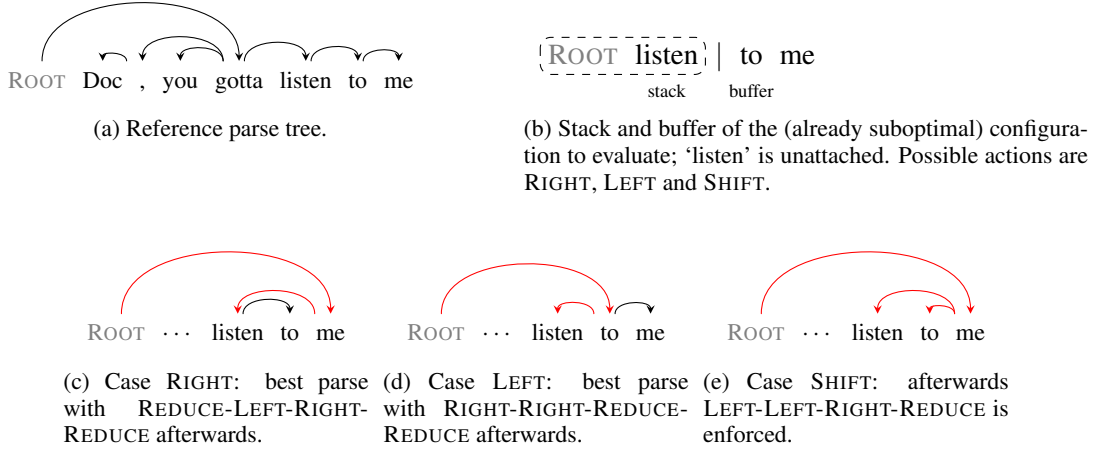 ROOT Doc , you gotta listen to me
(a) Reference parse tree.
ROOT listen | to me
stack buffer
(b) Stack and buffer of the (already suboptimal) configura-
tion to evaluate; ‘listen’ is unattached. Possible actions are
RIGHT, LEFT and SHIFT.
ROOT ··· listen to me
(c) Case RIGHT: best parse
with REDUCE-LEFT-RIGHT-
REDUCE afterwards.
ROOT ··· listen to me
(d) Case LEFT: best parse
with RIGHT-RIGHT-REDUCE-
REDUCE afterwards.
ROOT ··· listen to me
(e) Case SHIFT: afterwards
LEFT-LEFT-RIGHT-REDUCE is
enforced.